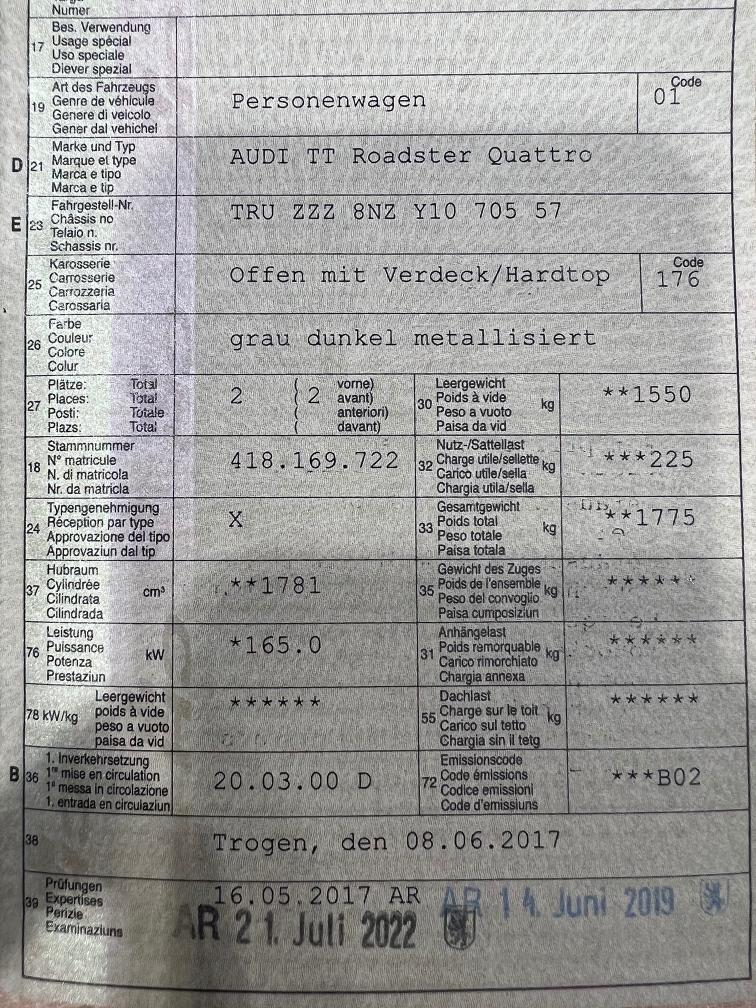 Numer
17 Bes. Verwendung
Usage spécial
Uso speciale
Diever spezial
19 Art des Fahrzeugs
Genre de véhicule
Genere di veicolo
Gener dal vehichel
Personenwagen
Code
01
D 21 Marke und Typ
Marque et type
Marca e tipo
Marca e tip
AUDI TT Roadster Quattro
E 23 Fahrgestell-Nr.
Châssis no
Telaio n.
Schassis nr.
TRU ZZZ 8NZ Y10 705 57
25 Karosserie
Carrosserie
Carrozzeria
Carossaria
Offen mit Verdeck/Hardtop
Code
176
26 Farbe
Couleur
Colore
Colur
grau dunkel metallisiert
27 Plätze: Total
Places: Total
Posti: Totale
Plazs: Total
2 ( 2 vorne)
( avant)
( anteriori)
( davant)
30 Leergewicht
Poids à vide
Peso a vuoto
Paisa da vid
kg
**1550
18 Stammnummer
N° matricule
N. di matricola
Nr. da matricla
418.169.722
32 Nutz-/Sattellast
Charge utile/sellette
Carico utile/sella
Chargia utila/sella
kg
***225
24 Typengenehmigung
Réception par type
Approvazione del tipo
Approvaziun dal tip
X
33 Gesamtgewicht
Poids total
Peso totale
Paisa totala
kg
**1775
37 Hubraum
Cylindrée
Cilindrata
Cilindrada
cm³
**1781
35 Gewicht des Zuges
Poids de l'ensemble
Peso del convoglio
Paisa cumposiziun
kg
******
76 Leistung
Puissance
Potenza
Prestaziun
kW
*165.0
31 Anhängelast
Poids remorquable
Carico rimorchiato
Chargia annexa
kg
******
78 kW/kg
Leergewicht
poids à vide
peso a vuoto
paisa da vid
******
55 Dachlast
Charge sur le toit
Carico sul tetto
Chargia sin il tetg
kg
******
B 36 1. Inverkehrsetzung
1re mise en circulation
1a messa in circolazione
1. entrada en circulaziun
20.03.00 D
72 Emissionscode
Code émissions
Codice emissioni
Code d'emissiuns
***B02
38 Trogen, den 08.06.2017
39 Prüfungen
Expertises
Perizie
Examinaziuns
16.05.2017 AR
AR 14. Juni 2019
AR 21. Juli 2022